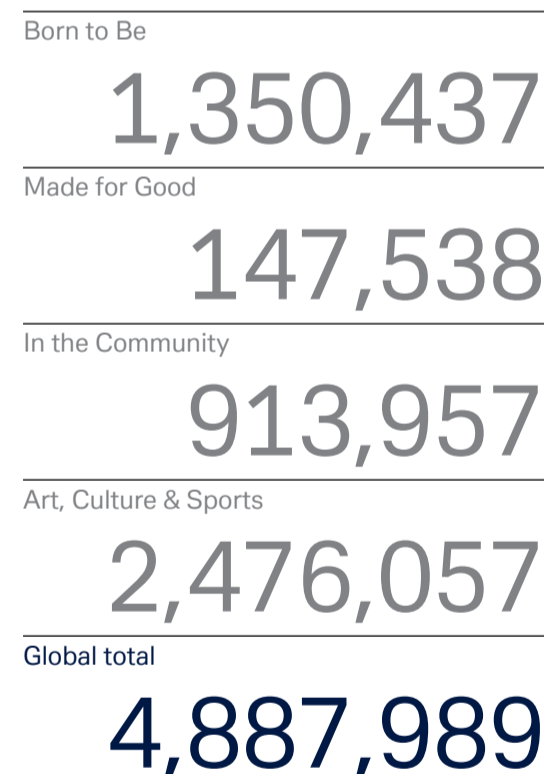 Born to Be
1,350,437
Made for Good
147,538
In the Community
913,957
Art, Culture & Sports
2,476,057
Global total
4,887,989